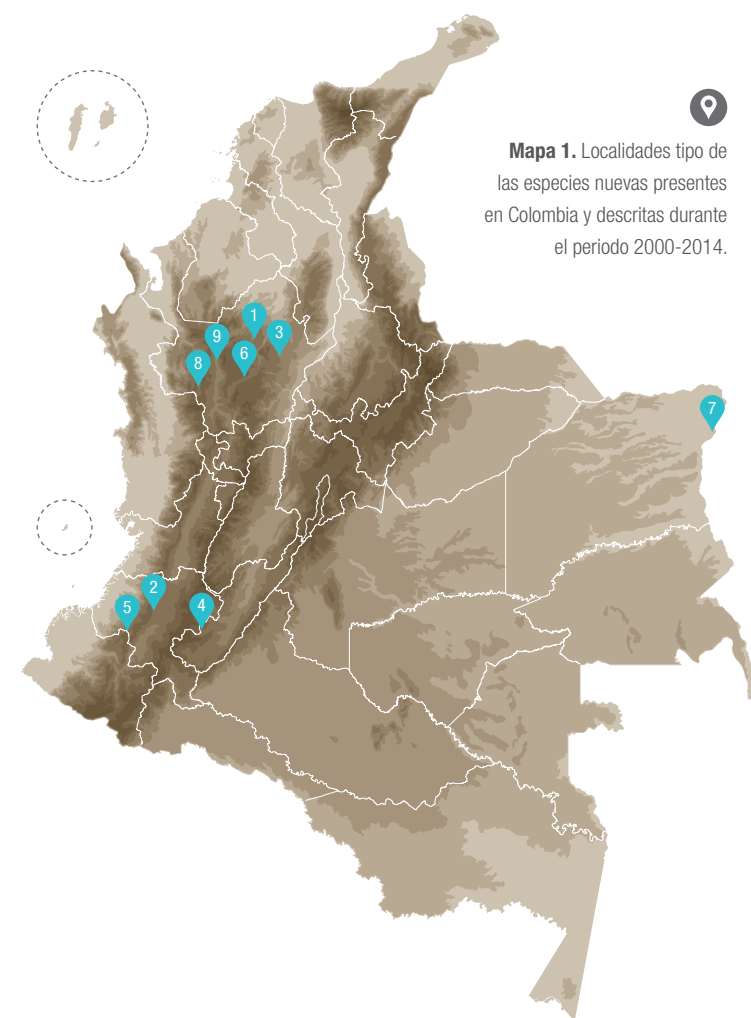 Mapa 1. Localidades tipo de
las especies nuevas presentes
en Colombia y descritas durante
el periodo 2000-2014.
1
9
3
6
8
7
2
5
4